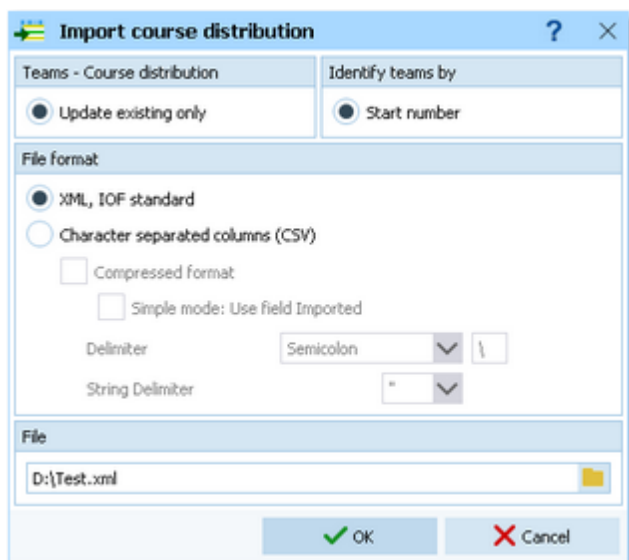 Import course distribution ?
Teams - Course distribution
Update existing only
Identify teams by
Start number
File format
XML, IOF standard
Character separated columns (CSV)
Compressed format
Simple mode: Use field Imported
Delimiter Semicolon \
String Delimiter "
File
D:\Test.xml
OK Cancel